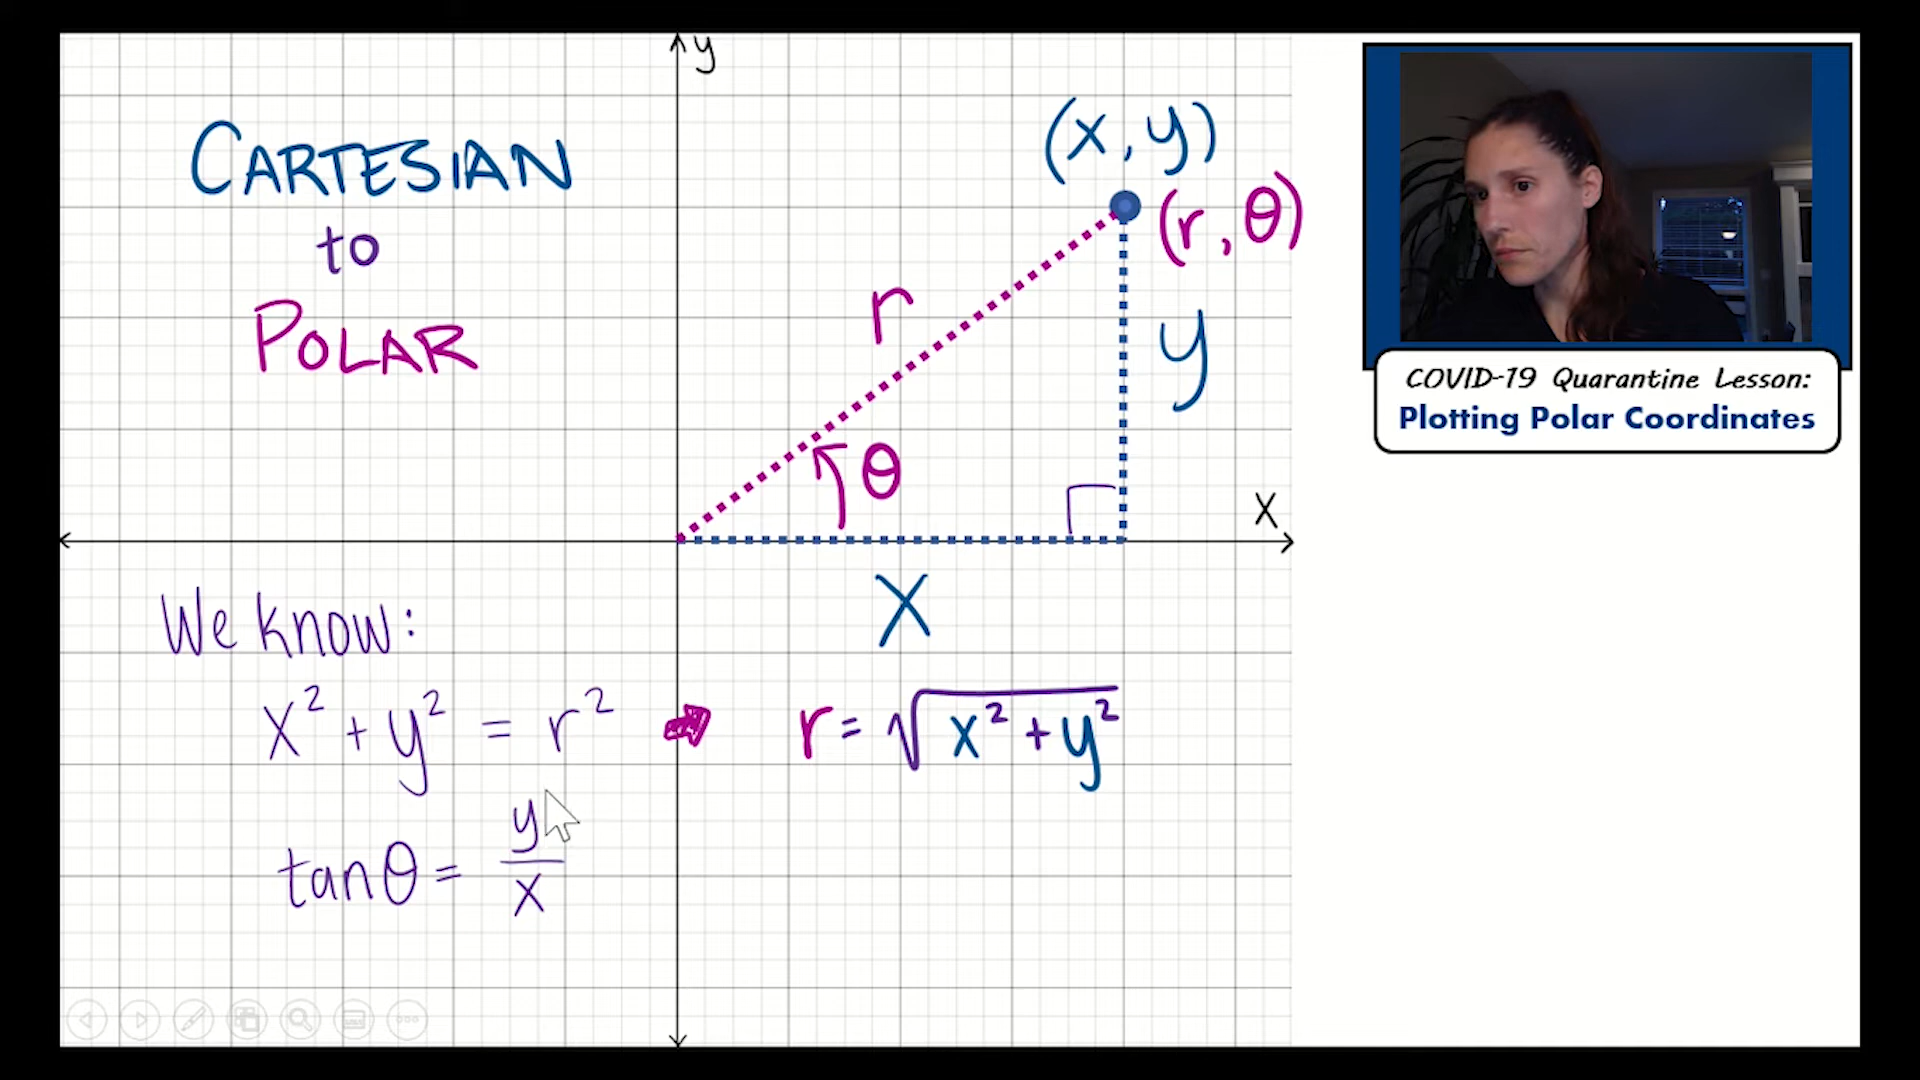 y
CARTESIAN
to
POLAR
(x, y)
(r, θ)
r
y
θ
x
x
We know:
x² + y² = r²
r = √x² + y²
tanθ = y/x
COVID-19 Quarantine Lesson:
Plotting Polar Coordinates